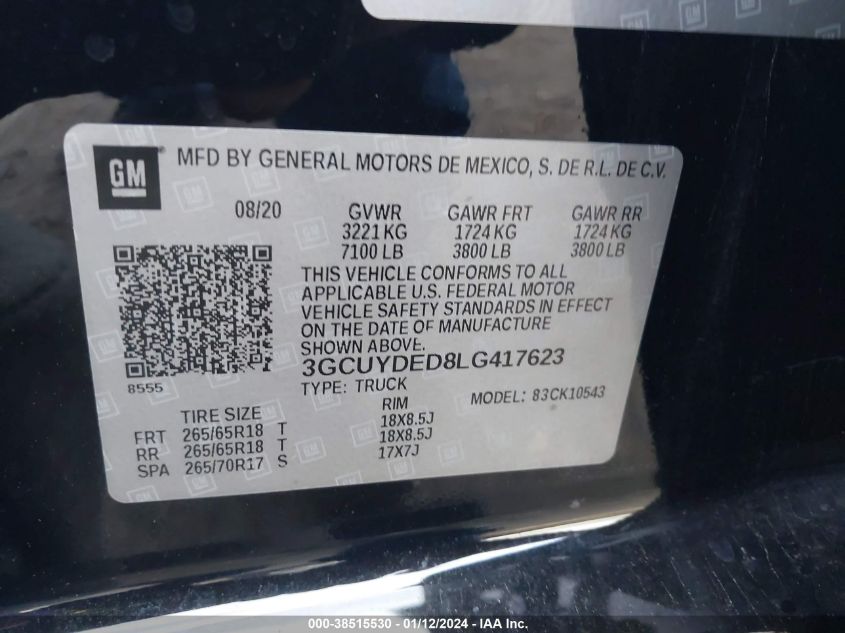 GM
MFD BY GENERAL MOTORS DE MEXICO, S. DE R.L. DE C.V.
08/20 GVWR GAWR FRT GAWR RR
3221 KG 1724 KG 1724 KG
7100 LB 3800 LB 3800 LB
THIS VEHICLE CONFORMS TO ALL
APPLICABLE U.S. FEDERAL MOTOR
VEHICLE SAFETY STANDARDS IN EFFECT
ON THE DATE OF MANUFACTURE
SHOWN ABOVE.
3GCUYDED8LG417623
8555
TYPE: TRUCK MODEL: 83CK10543
TIRE SIZE RIM
FRT 265/65R18 T 18X8.5J
RR 265/65R18 T 18X8.5J
SPA 265/70R17 S 17X7J
000-38515530 - 01/12/2024 - IAA Inc.